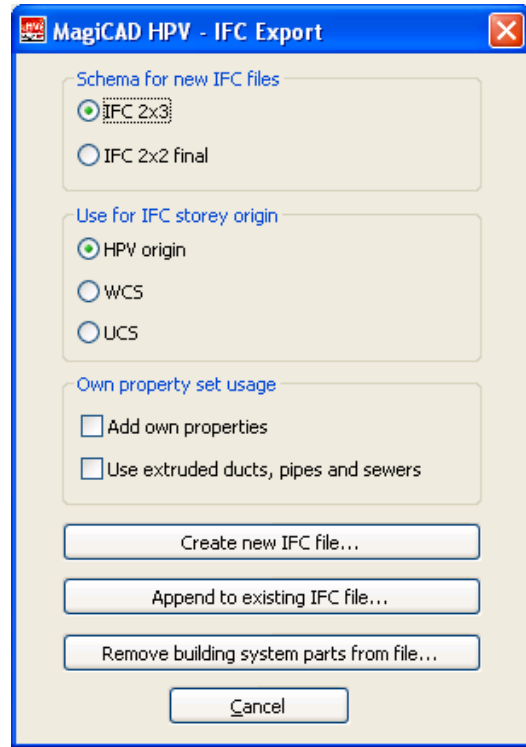 MagiCAD HPV - IFC Export
Schema for new IFC files
IFC 2x3
IFC 2x2 final
Use for IFC storey origin
HPV origin
WCS
UCS
Own property set usage
Add own properties
Use extruded ducts, pipes and sewers
Create new IFC file...
Append to existing IFC file...
Remove building system parts from file...
Cancel